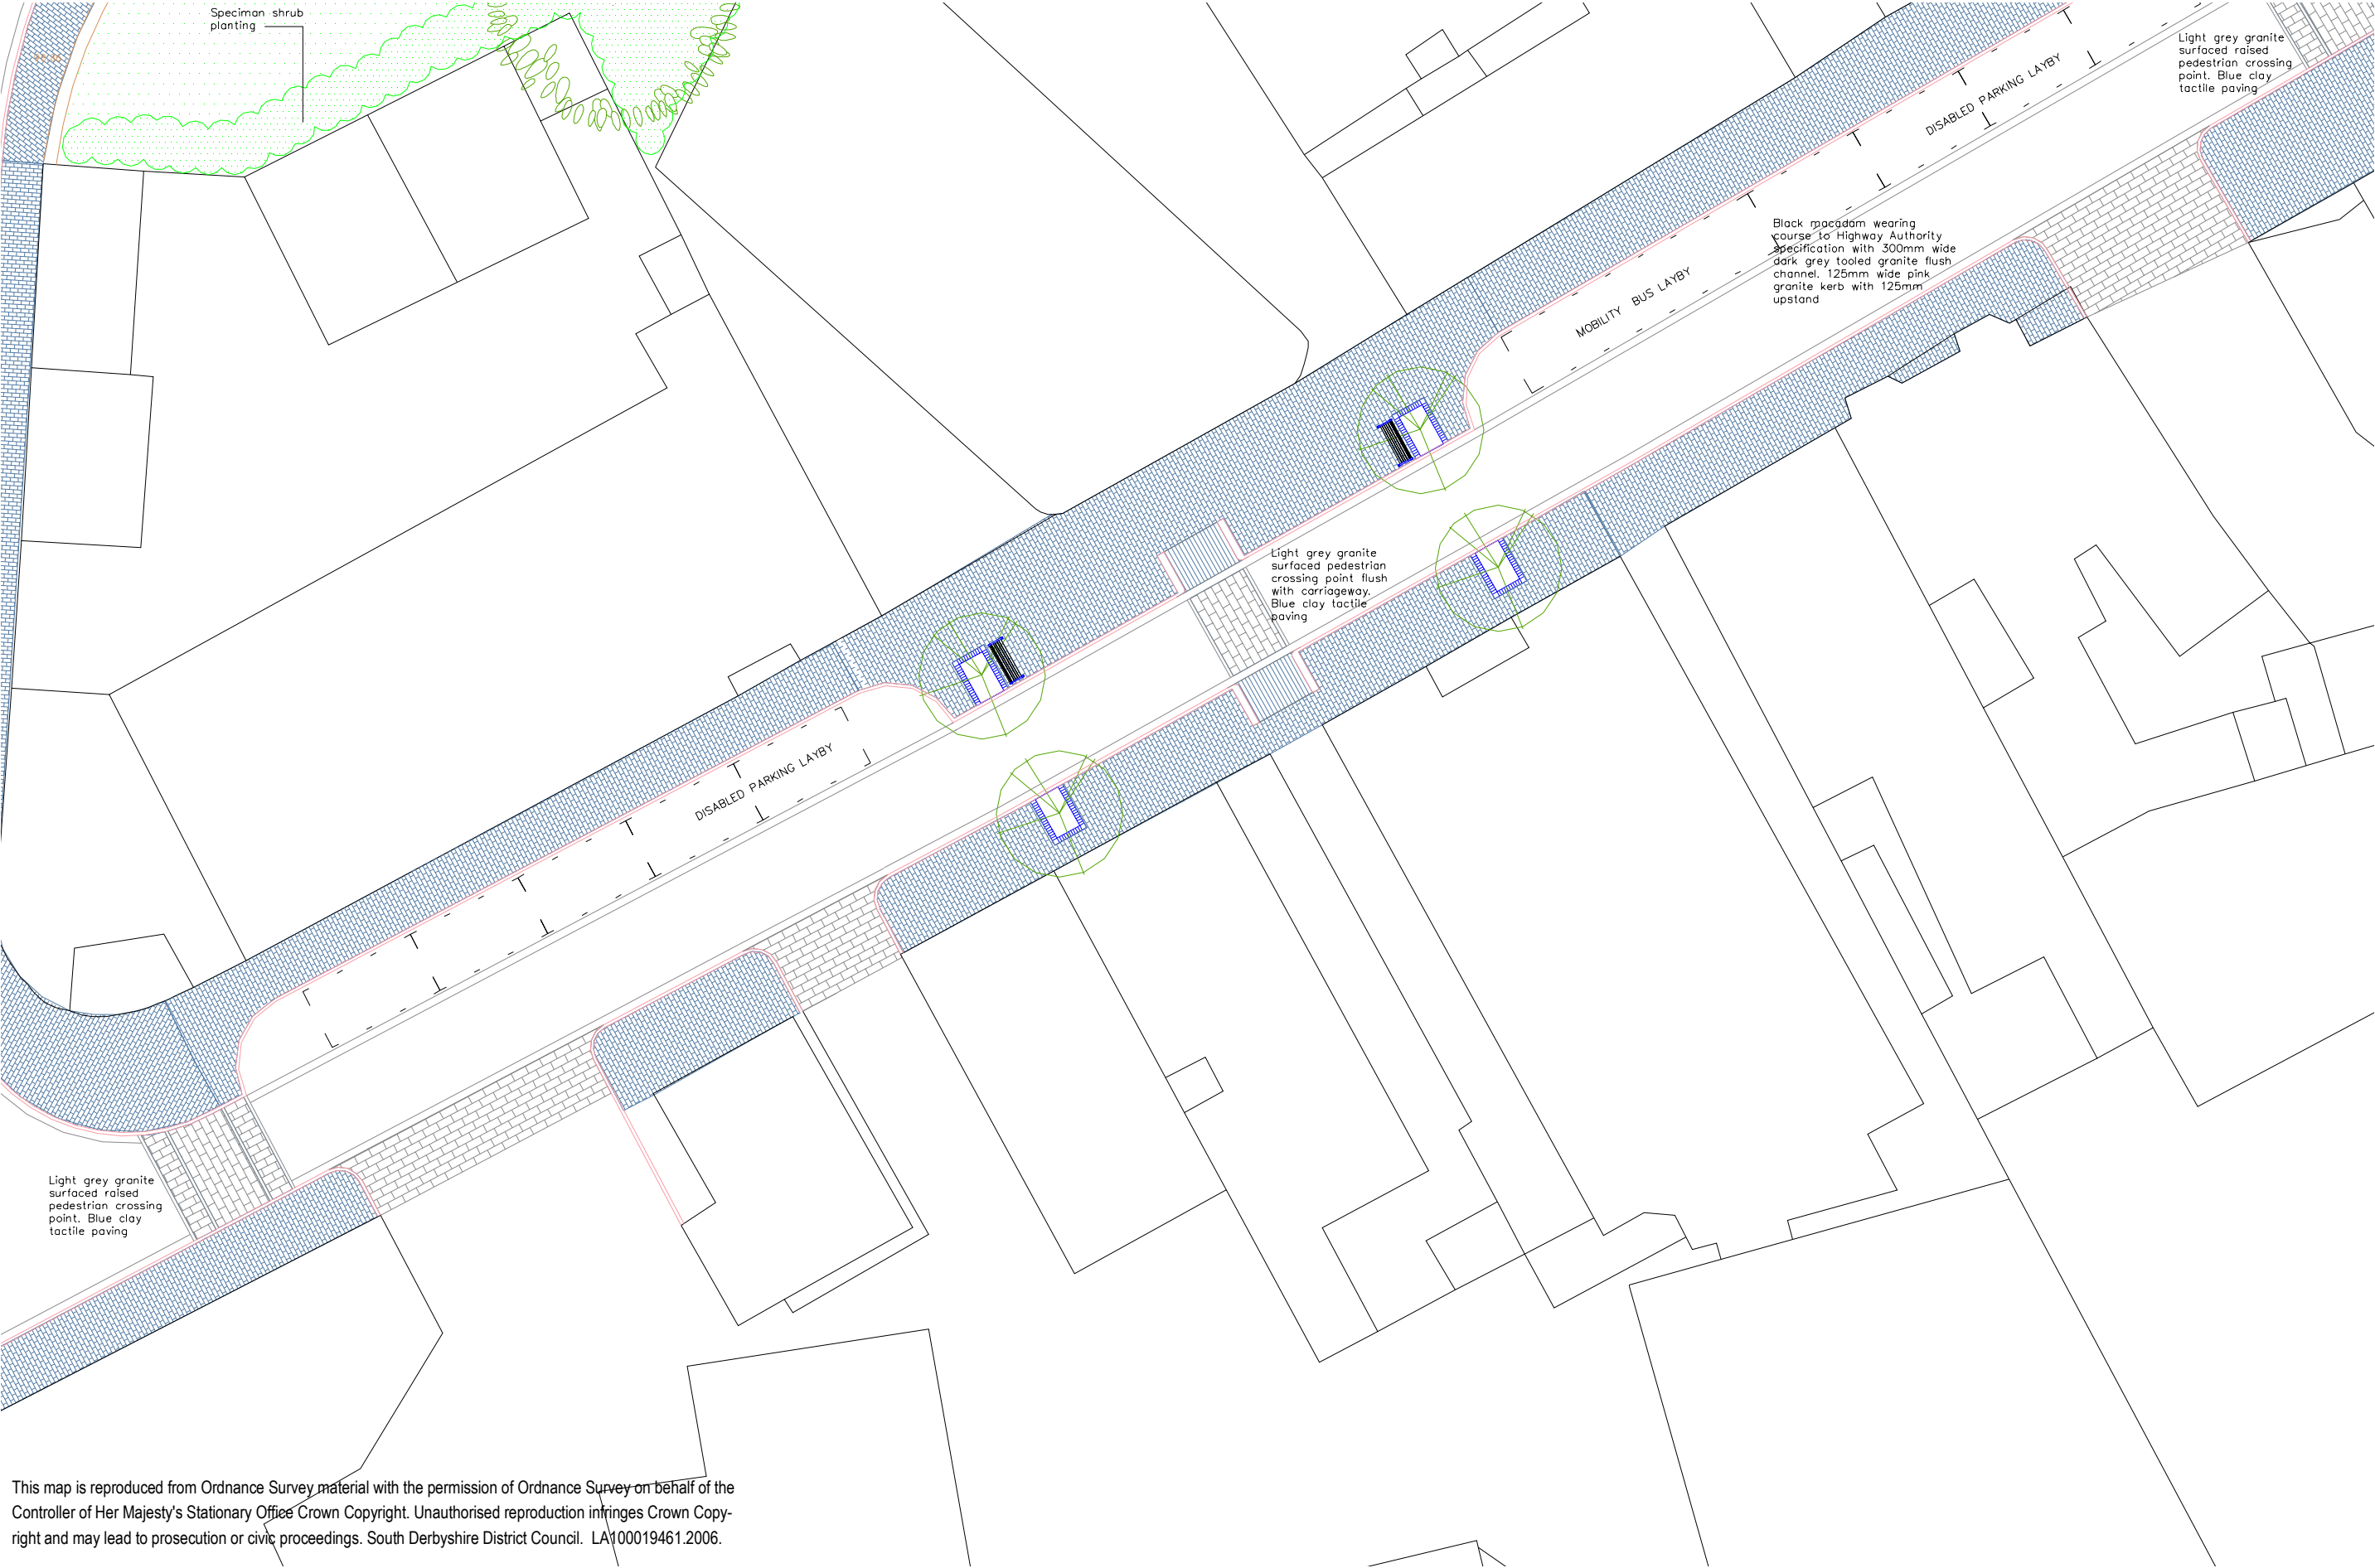 Speciman shrub
planting
Light grey granite
surfaced raised
pedestrian crossing
point. Blue clay
tactile paving
DISABLED PARKING LAYBY
Black macadam wearing
course to Highway Authority
specification with 300mm wide
dark grey tooled granite flush
channel. 125mm wide pink
granite kerb with 125mm
upstand
MOBILITY BUS LAYBY
Light grey granite
surfaced pedestrian
crossing point flush
with carriageway.
Blue clay tactile
paving
DISABLED PARKING LAYBY
Light grey granite
surfaced raised
pedestrian crossing
point. Blue clay
tactile paving
This map is reproduced from Ordnance Survey material with the permission of Ordnance Survey on behalf of the
Controller of Her Majesty's Stationary Office Crown Copyright. Unauthorised reproduction infringes Crown Copy-
right and may lead to prosecution or civic proceedings. South Derbyshire District Council. LA100019461.2006.